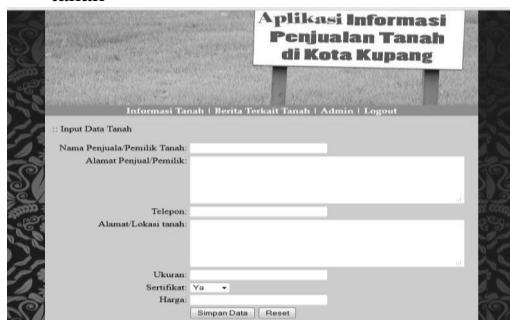 tanah
Aplikasi Informasi
Penjualan Tanah
di Kota Kupang
Informasi Tanah | Berita Terkait Tanah | Admin | Logout
:: Input Data Tanah
Nama Penjuala/Pemilik Tanah:
Alamat Penjual/Pemilik:
Telepon:
Alamat/Lokasi tanah:
Ukuran:
Sertifikat: Ya
Harga:
Simpan Data Reset